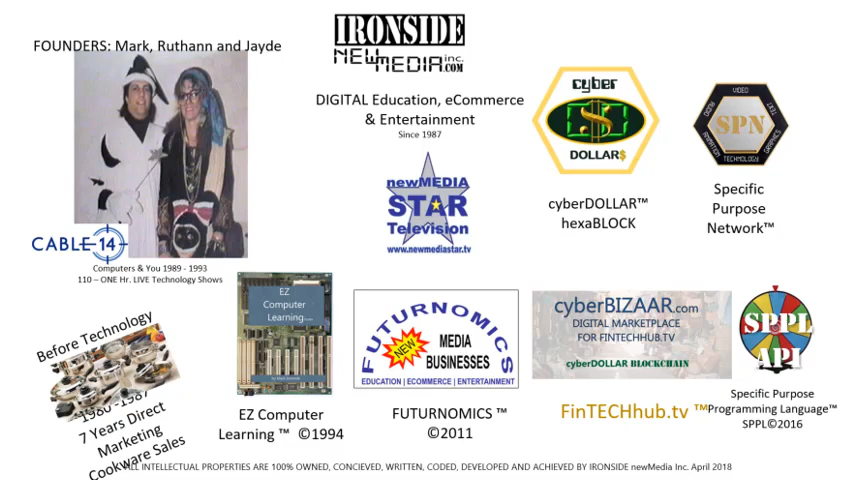 IRONSIDE
NEWMEDIA inc.
.COM
FOUNDERS: Mark, Ruthann and Jayde
DIGITAL Education, eCommerce
& Entertainment
Since 1987
newMEDIA
STAR
Television
www.newmediastar.tv
cyber
$
DOLLAR$
cyberDOLLAR™
hexaBLOCK
VIDEO
TEXT
AUDIO
SPN
ANIMATION
GRAPHICS
TECHNOLOGY
Specific
Purpose
Network™
CABLE 14
Computers & You 1989 - 1993
110 – ONE Hr. LIVE Technology Shows
Before Technology
1980 -1987
7 Years Direct
Marketing
Cookware Sales
EZ
Computer
Learning
EZ Computer
Learning ™ ©1994
FUTURNOMICS
NEW
MEDIA
BUSINESSES
EDUCATION | ECOMMERCE | ENTERTAINMENT
FUTURNOMICS ™
©2011
cyberBIZAAR.com
DIGITAL MARKETPLACE
FOR FINTECHHUB.TV
cyberDOLLAR BLOCKCHAIN
FinTECHhub.tv ™
SPPL
API
Specific Purpose
Programming Language™
SPPL©2016
ALL INTELLECTUAL PROPERTIES ARE 100% OWNED, CONCIEVED, WRITTEN, CODED, DEVELOPED AND ACHIEVED BY IRONSIDE newMedia Inc. April 2018